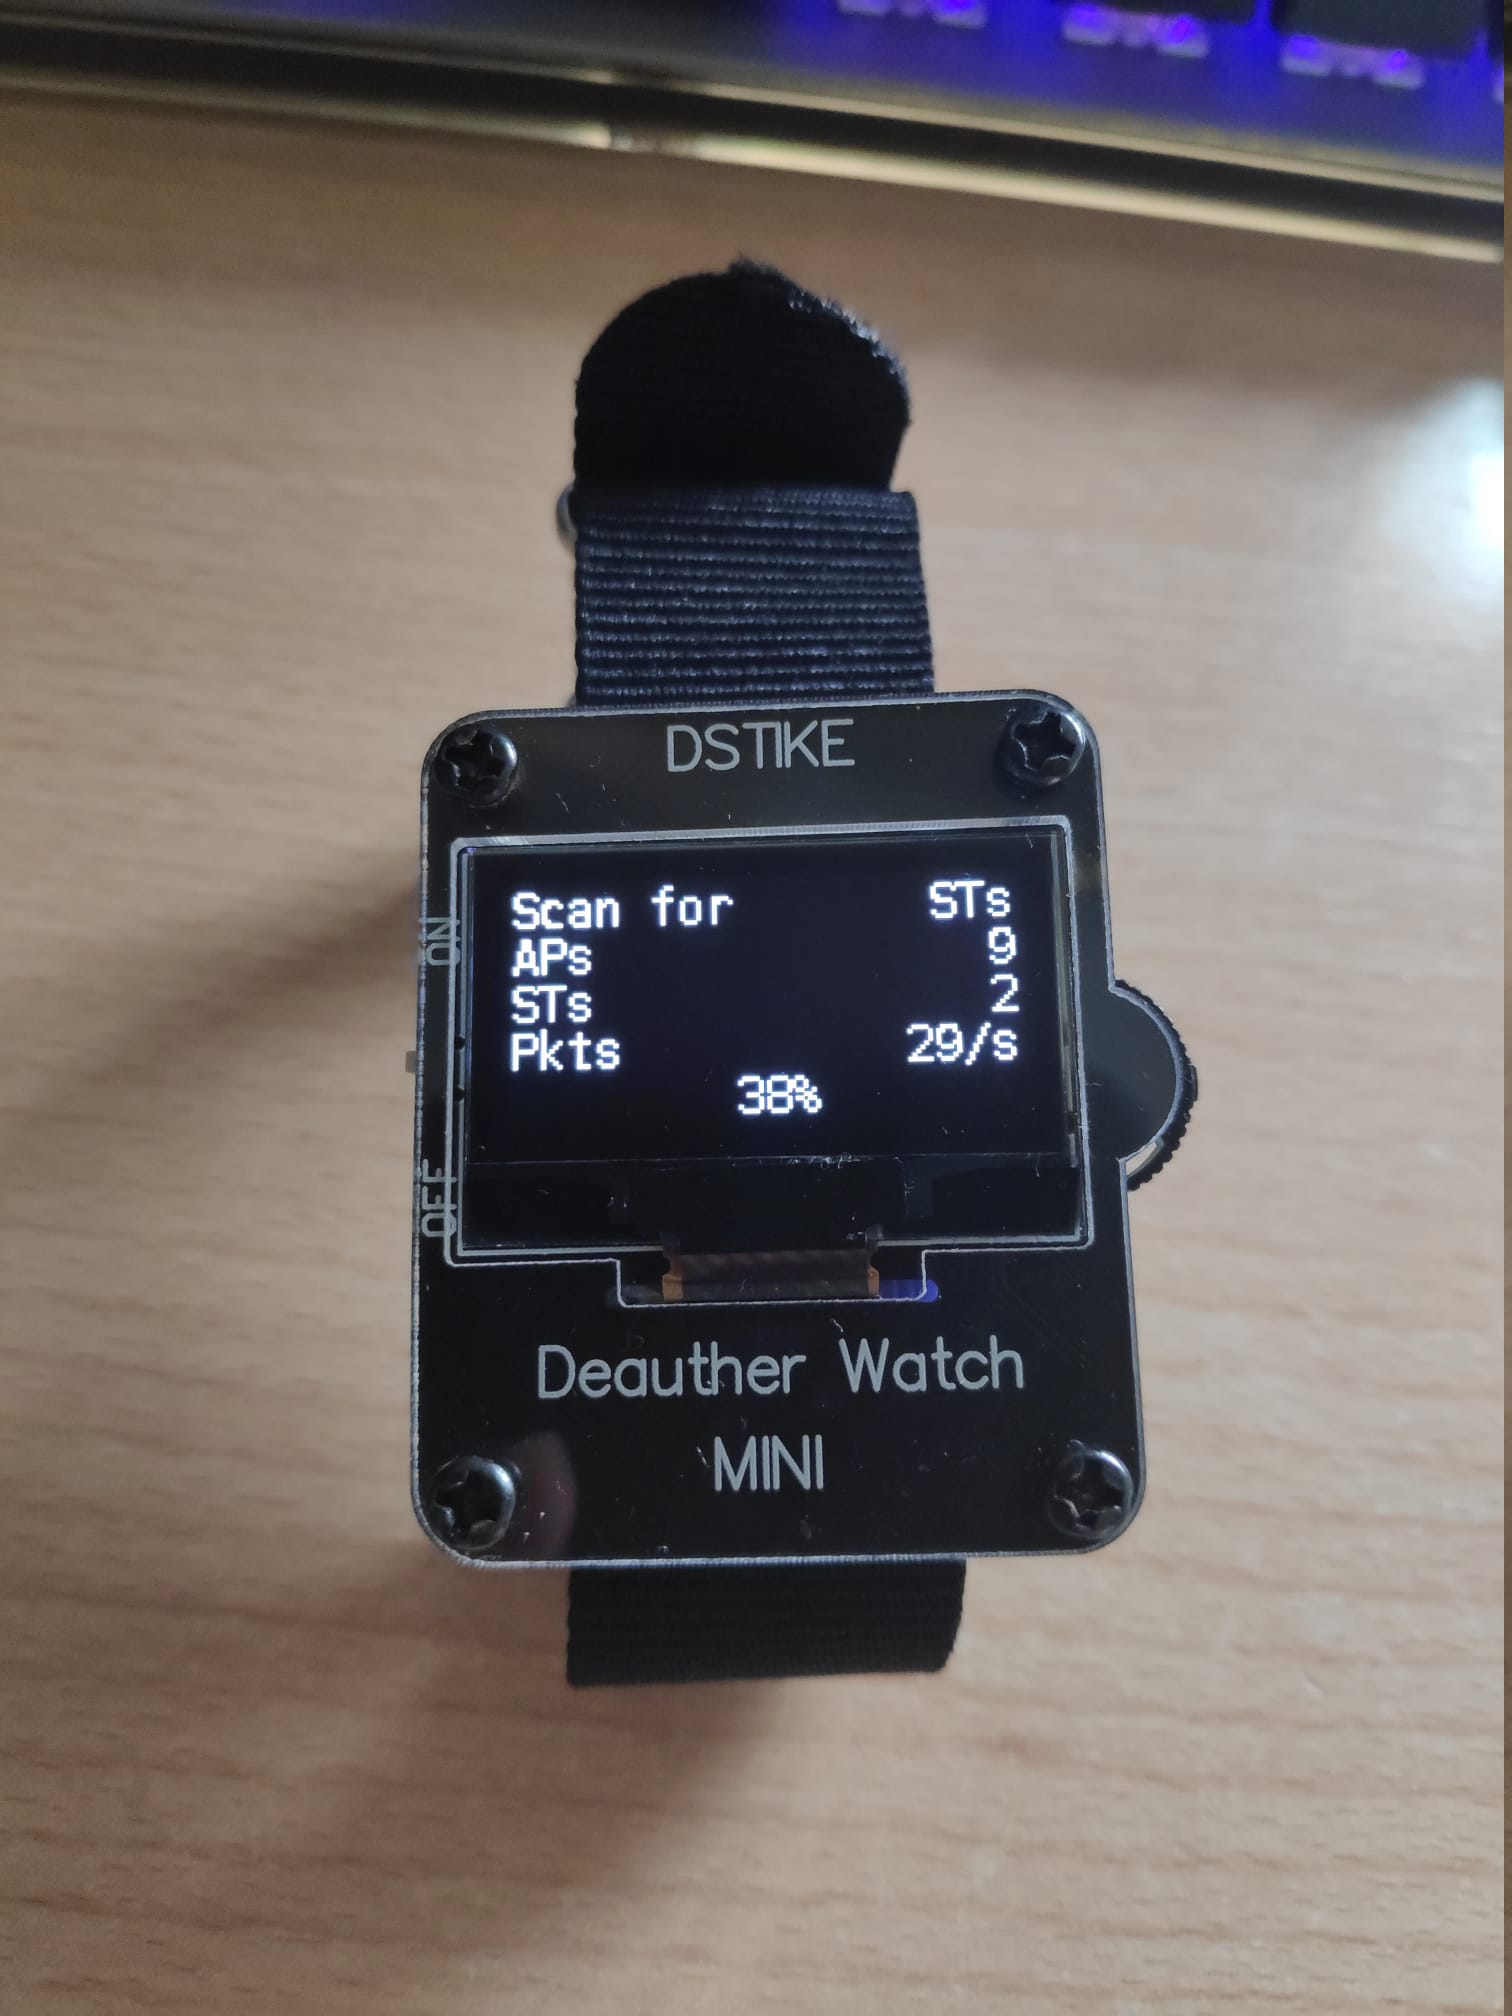 DSTIKE
Scan for STs
APs 9
STs 2
Pkts 29/s
38%
ON
OFF
Deauther Watch
MINI